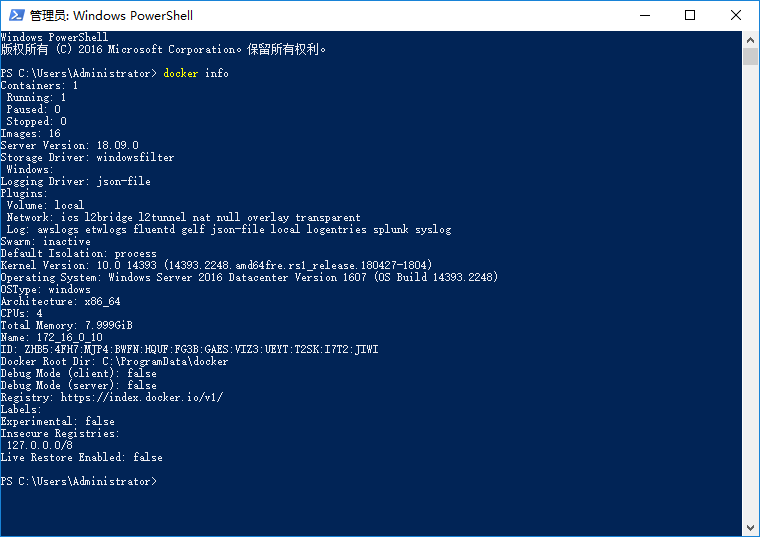 管理员: Windows PowerShell
Windows PowerShell
版权所有 (C) 2016 Microsoft Corporation。保留所有权利。
PS C:\Users\Administrator> docker info
Containers: 1
Running: 1
Paused: 0
Stopped: 0
Images: 16
Server Version: 18.09.0
Storage Driver: windowsfilter
Windows:
Logging Driver: json-file
Plugins:
Volume: local
Network: ics l2bridge l2tunnel nat null overlay transparent
Log: awslogs etwlogs fluentd gelf json-file local logentries splunk syslog
Swarm: inactive
Default Isolation: process
Kernel Version: 10.0 14393 (14393.2248.amd64fre.rs1_release.180427-1804)
Operating System: Windows Server 2016 Datacenter Version 1607 (OS Build 14393.2248)
OSType: windows
Architecture: x86_64
CPUs: 4
Total Memory: 7.999GiB
Name: 172_16_0_10
ID: ZHB5:4FH7:MJP4:BWFN:HQUF:FG3B:GAES:VIZ3:UEYT:T2SK:I7T2:JIWI
Docker Root Dir: C:\ProgramData\docker
Debug Mode (client): false
Debug Mode (server): false
Registry: https://index.docker.io/v1/
Labels:
Experimental: false
Insecure Registries:
127.0.0.0/8
Live Restore Enabled: false
PS C:\Users\Administrator>